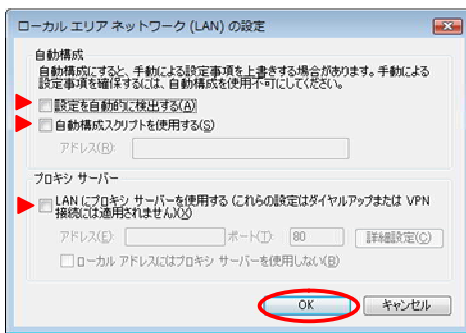 ローカル エリア ネットワーク (LAN) の設定
自動構成
自動構成にすると、手動による設定事項を上書きする場合があります。手動による
設定事項を確保するには、自動構成を使用不可にしてください。
設定を自動的に検出する(A)
自動構成スクリプトを使用する(S)
アドレス(R):
プロキシ サーバー
LAN にプロキシ サーバーを使用する (これらの設定はダイヤルアップまたは VPN
接続には適用されません)(X)
アドレス(E): ポート(T): 80 詳細設定(C)
ローカル アドレスにはプロキシ サーバーを使用しない(B)
OK キャンセル